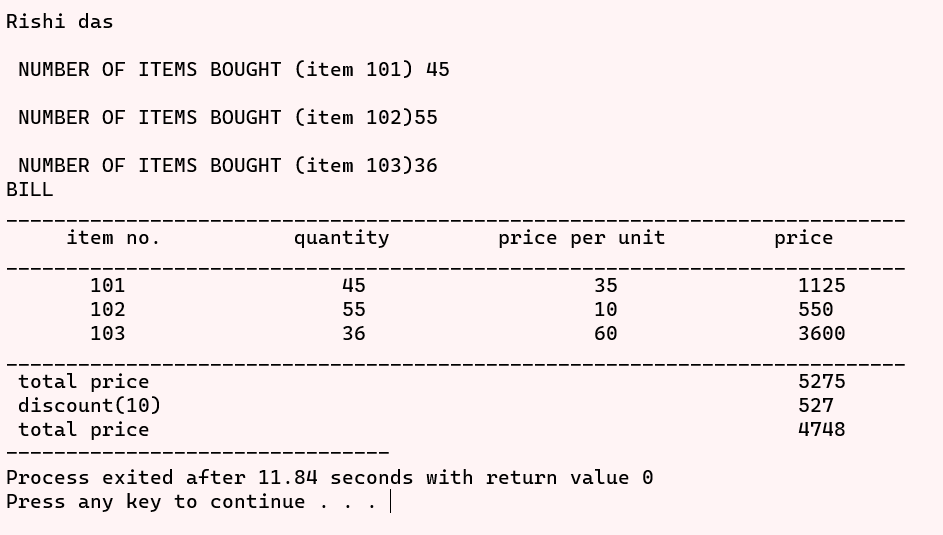 Rishi das
NUMBER OF ITEMS BOUGHT (item 101) 45
NUMBER OF ITEMS BOUGHT (item 102)55
NUMBER OF ITEMS BOUGHT (item 103)36
BILL
___________________________________________________________________________
item no. quantity price per unit price
___________________________________________________________________________
101 45 35 1125
102 55 10 550
103 36 60 3600
___________________________________________________________________________
total price 5275
discount(10) 527
total price 4748
--------------------------------
Process exited after 11.84 seconds with return value 0
Press any key to continue . . .